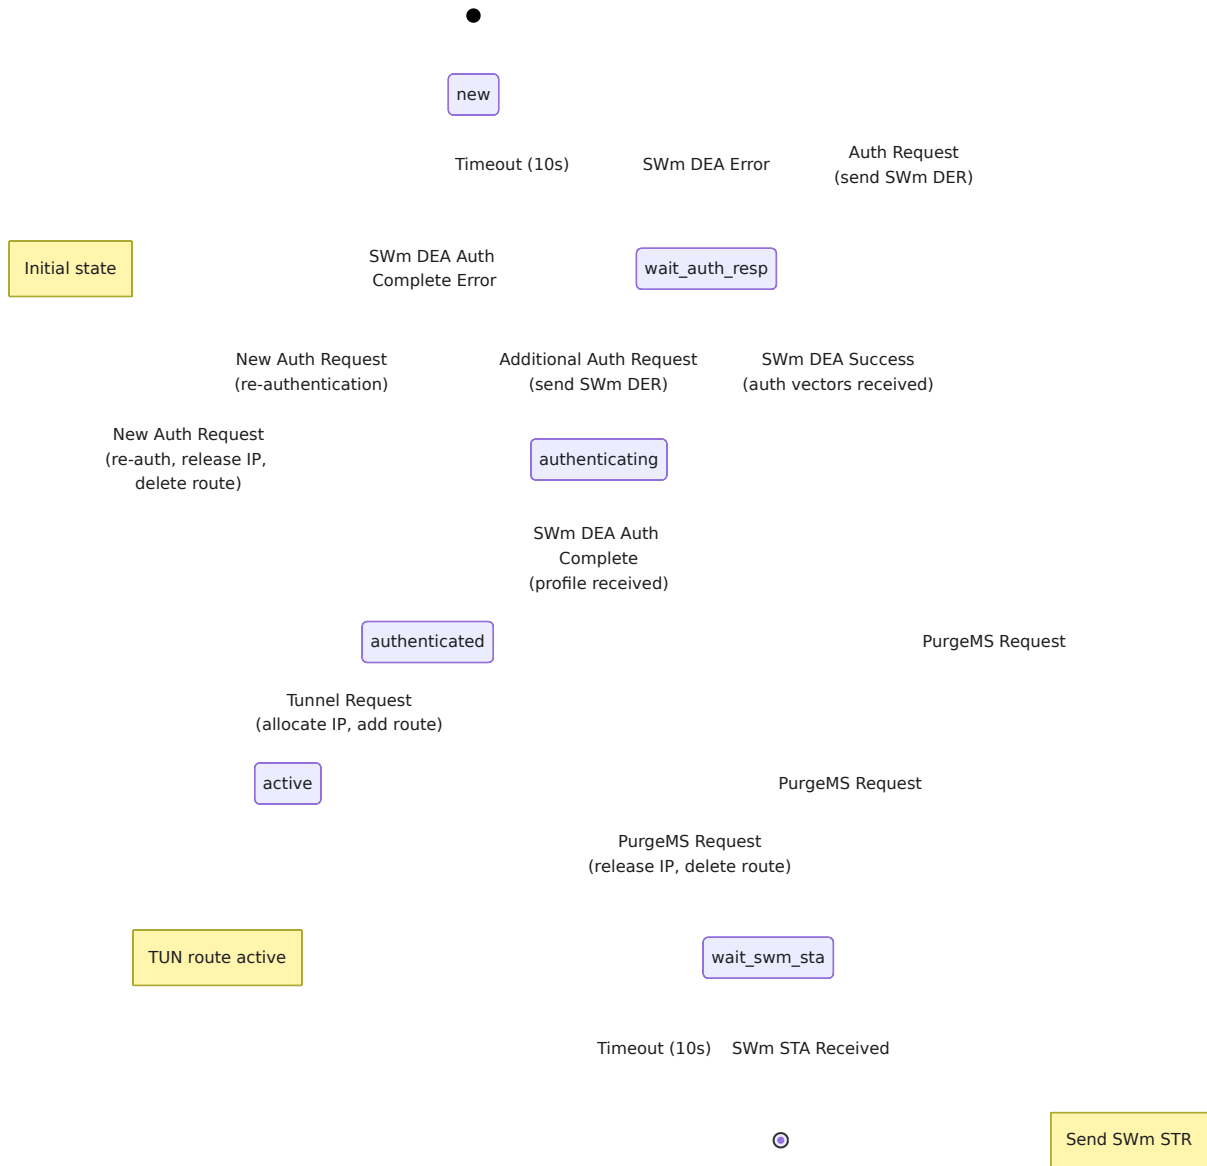 new
Timeout (10s)
SWm DEA Error
Auth Request
(send SWm DER)
Initial state
SWm DEA Auth
Complete Error
wait_auth_resp
New Auth Request
(re-authentication)
Additional Auth Request
(send SWm DER)
SWm DEA Success
(auth vectors received)
New Auth Request
(re-auth, release IP,
delete route)
authenticating
SWm DEA Auth
Complete
(profile received)
authenticated
PurgeMS Request
Tunnel Request
(allocate IP, add route)
active
PurgeMS Request
PurgeMS Request
(release IP, delete route)
TUN route active
wait_swm_sta
Timeout (10s)
SWm STA Received
Send SWm STR